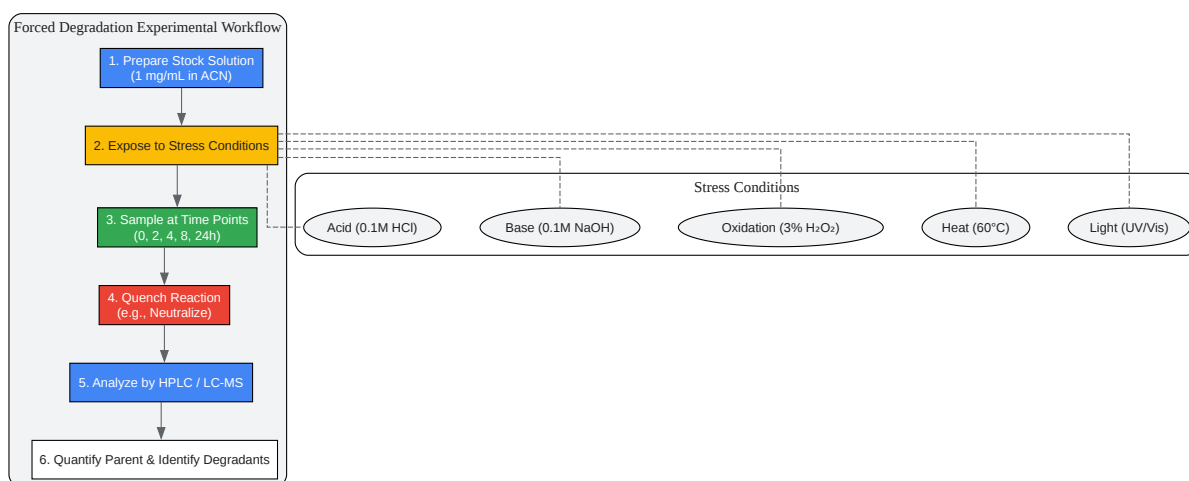 Forced Degradation Experimental Workflow
1. Prepare Stock Solution
(1 mg/mL in ACN)
2. Expose to Stress Conditions
3. Sample at Time Points
(0, 2, 4, 8, 24h)
4. Quench Reaction
(e.g., Neutralize)
5. Analyze by HPLC / LC-MS
6. Quantify Parent & Identify Degradants
Stress Conditions
Acid (0.1M HCl)
Base (0.1M NaOH)
Oxidation (3% H₂O₂)
Heat (60°C)
Light (UV/Vis)